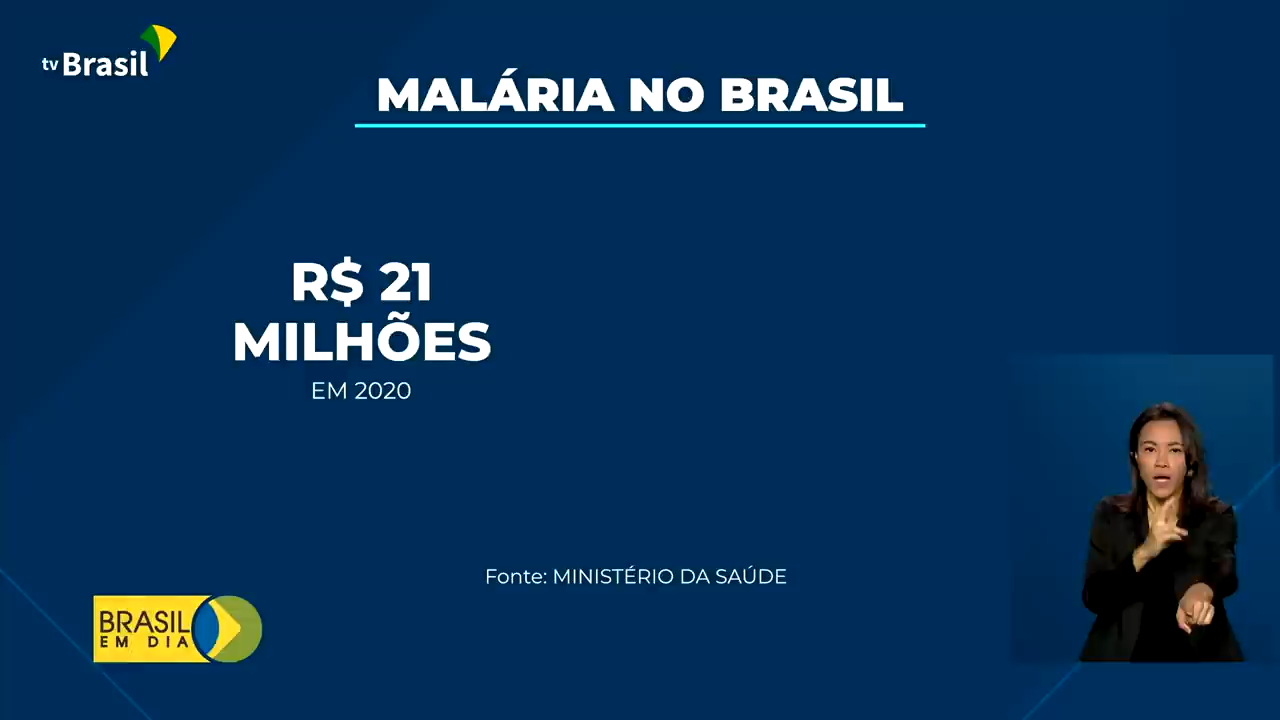 tv Brasil
MALÁRIA NO BRASIL
R$ 21
MILHÕES
EM 2020
Fonte: MINISTÉRIO DA SAÚDE
BRASIL
EM DIA